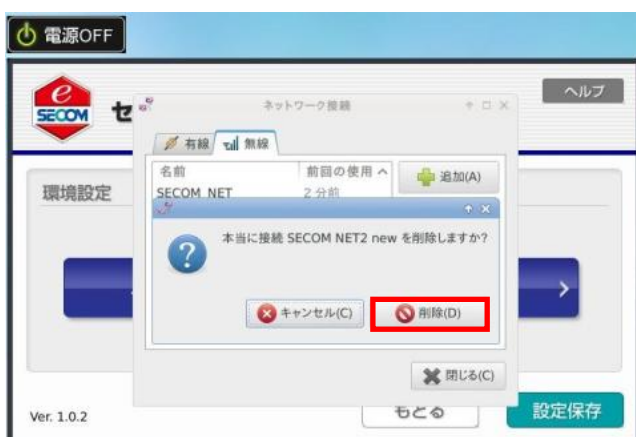 電源OFF
e
SECOM
セ
ヘルプ
ネットワーク接続
有線
無線
名前
前回の使用
追加(A)
SECOM NET
2 分前
環境設定
本当に接続 SECOM NET2 new を削除しますか?
キャンセル(C)
削除(D)
閉じる(C)
Ver. 1.0.2
もどる
設定保存